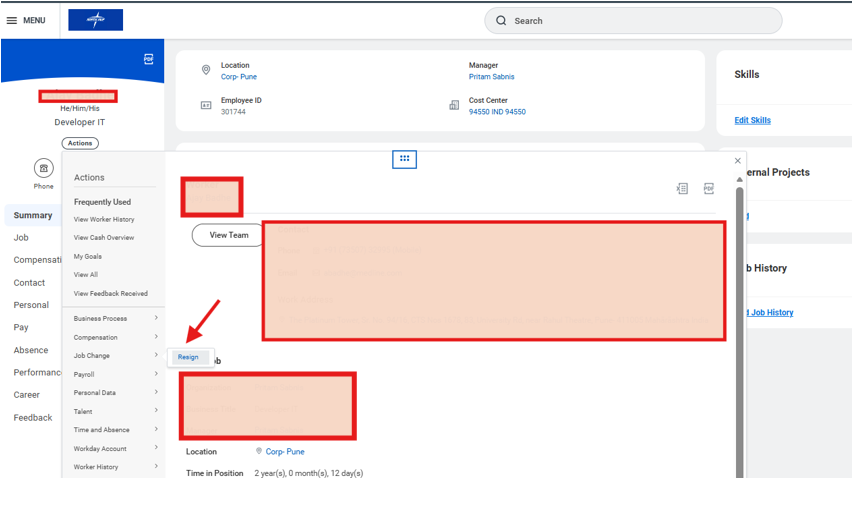 MENU
Search
PDF
He/Him/His
Developer IT
Actions
Phone
Summary
Job
Compensati
Contact
Personal
Pay
Absence
Performanc
Career
Feedback
Location
Corp- Pune
Manager
Pritam Sabnis
Employee ID
301744
Cost Center
94550 IND 94550
Skills
Edit Skills
ernal Projects
b History
d Job History
Actions
Frequently Used
View Worker History
View Cash Overview
My Goals
View All
View Feedback Received
Business Process
Compensation
Job Change
Payroll
Personal Data
Talent
Time and Absence
Workday Account
Worker History
Resign
PDF
View Team
ob
Location
Corp- Pune
Time in Position 2 year(s), 0 month(s), 12 day(s)